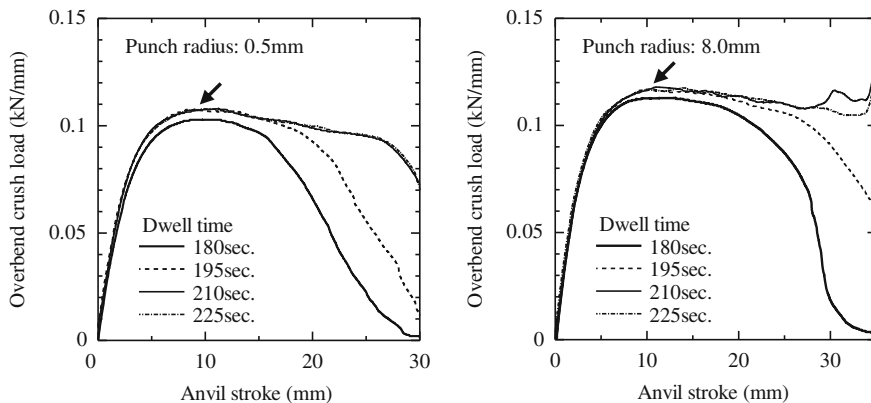 0.15
0.1
0.05
0
Overbend crush load (kN/mm)
Punch radius: 0.5mm
Dwell time
180sec.
195sec.
210sec.
225sec.
0 10 20 30
Anvil stroke (mm)
0.15
0.1
0.05
0
Overbend crush load (kN/mm)
Punch radius: 8.0mm
Dwell time
180sec.
195sec.
210sec.
225sec.
0 10 20 30
Anvil stroke (mm)